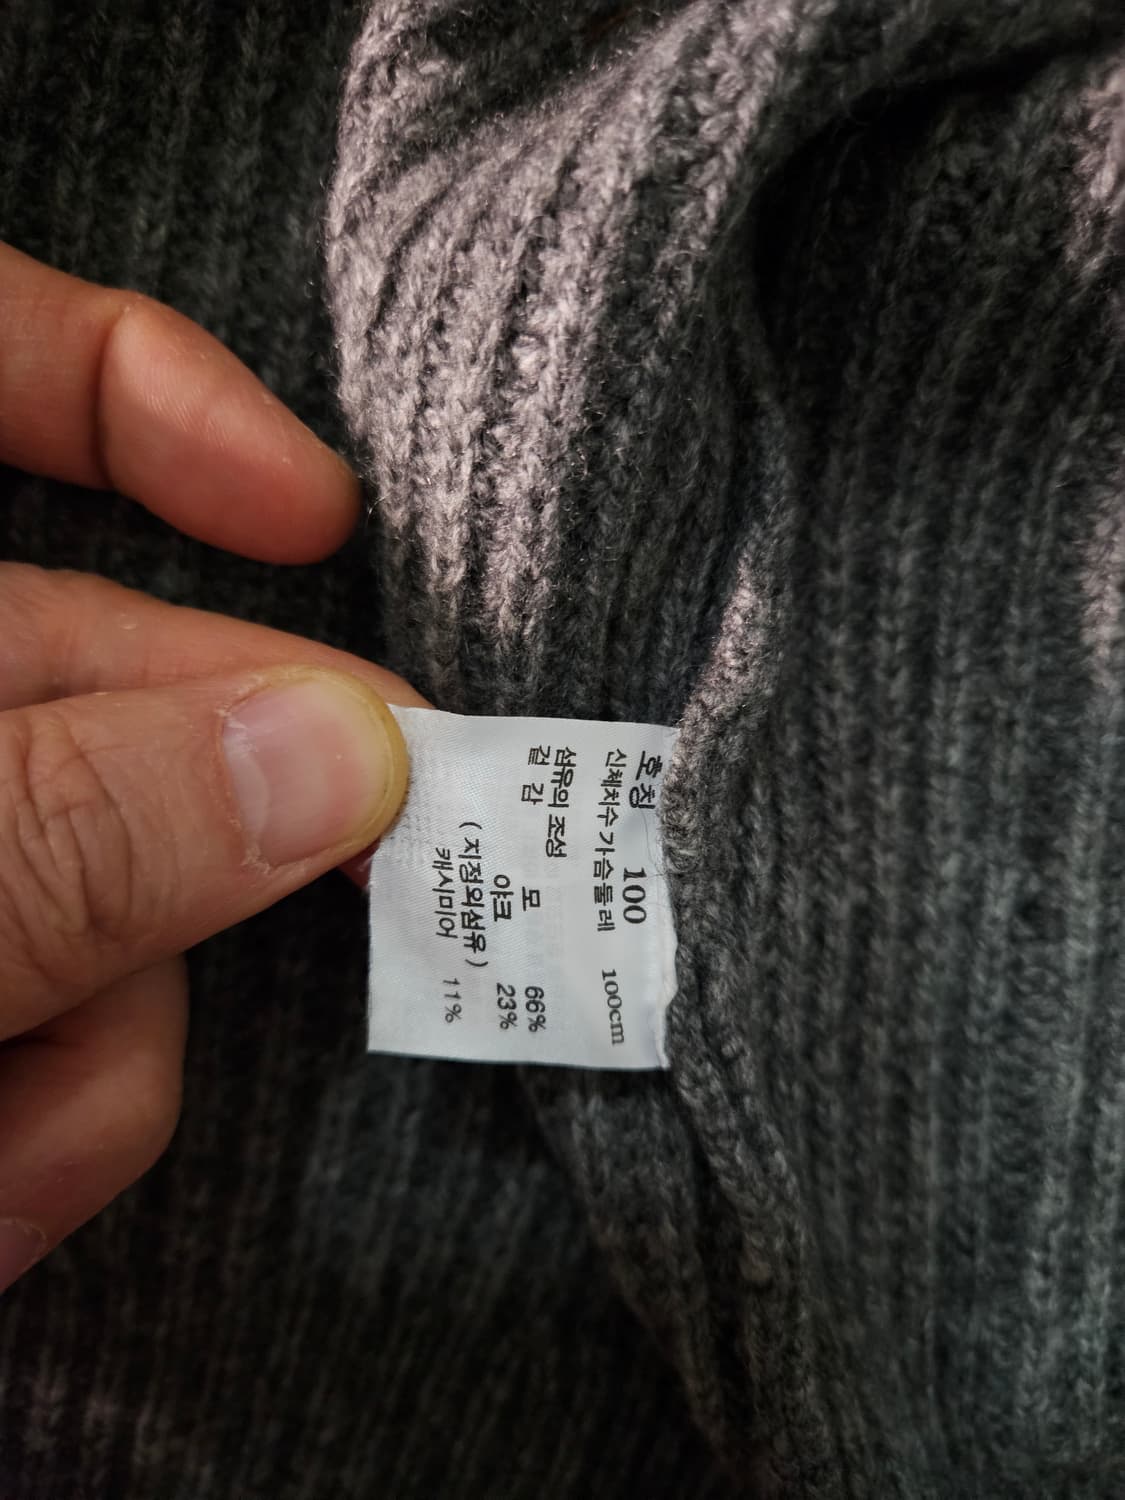 호칭 100
신체치수 가슴둘레 100cm
섬유의 조성
겉 감 모 66%
야크 23%
(지정외섬유)
캐시미어 11%